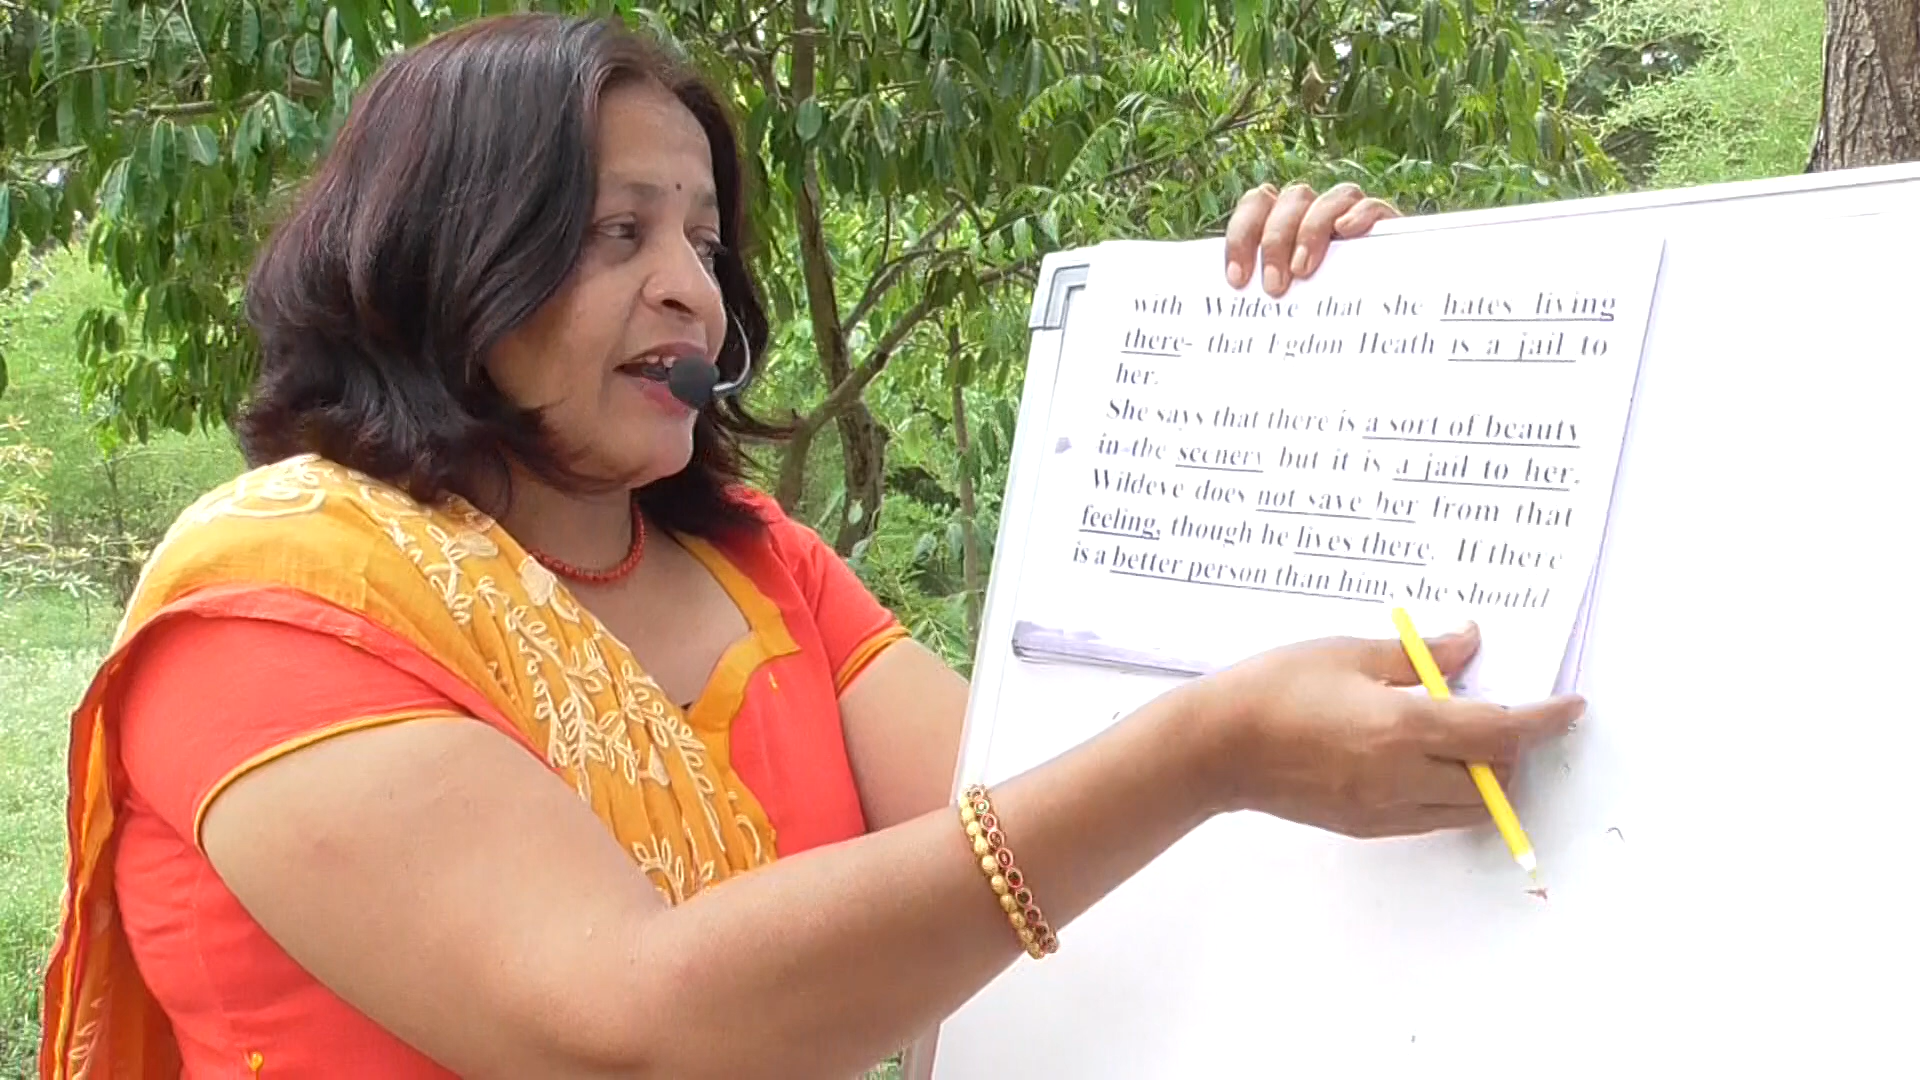 with Wildeve that she hates living
there- that Egdon Heath is a jail to
her.
She says that there is a sort of beauty
in the scenery but it is a jail to her.
Wildeve does not save her from that
feeling, though he lives there. If there
is a better person than him, she should